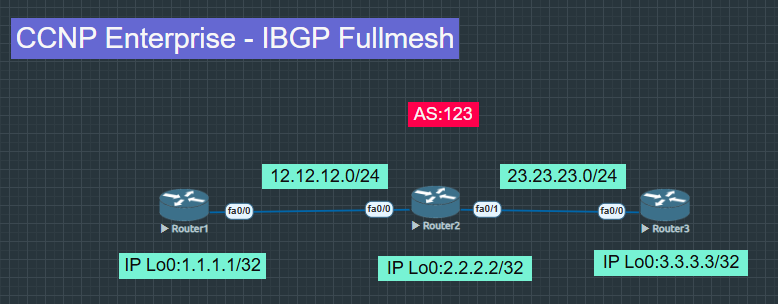 CCNP Enterprise - IBGP Fullmesh
AS:123
12.12.12.0/24
23.23.23.0/24
fa0/0
fa0/0
fa0/1
fa0/0
Router1
Router2
Router3
IP Lo0:1.1.1.1/32
IP Lo0:2.2.2.2/32
IP Lo0:3.3.3.3/32